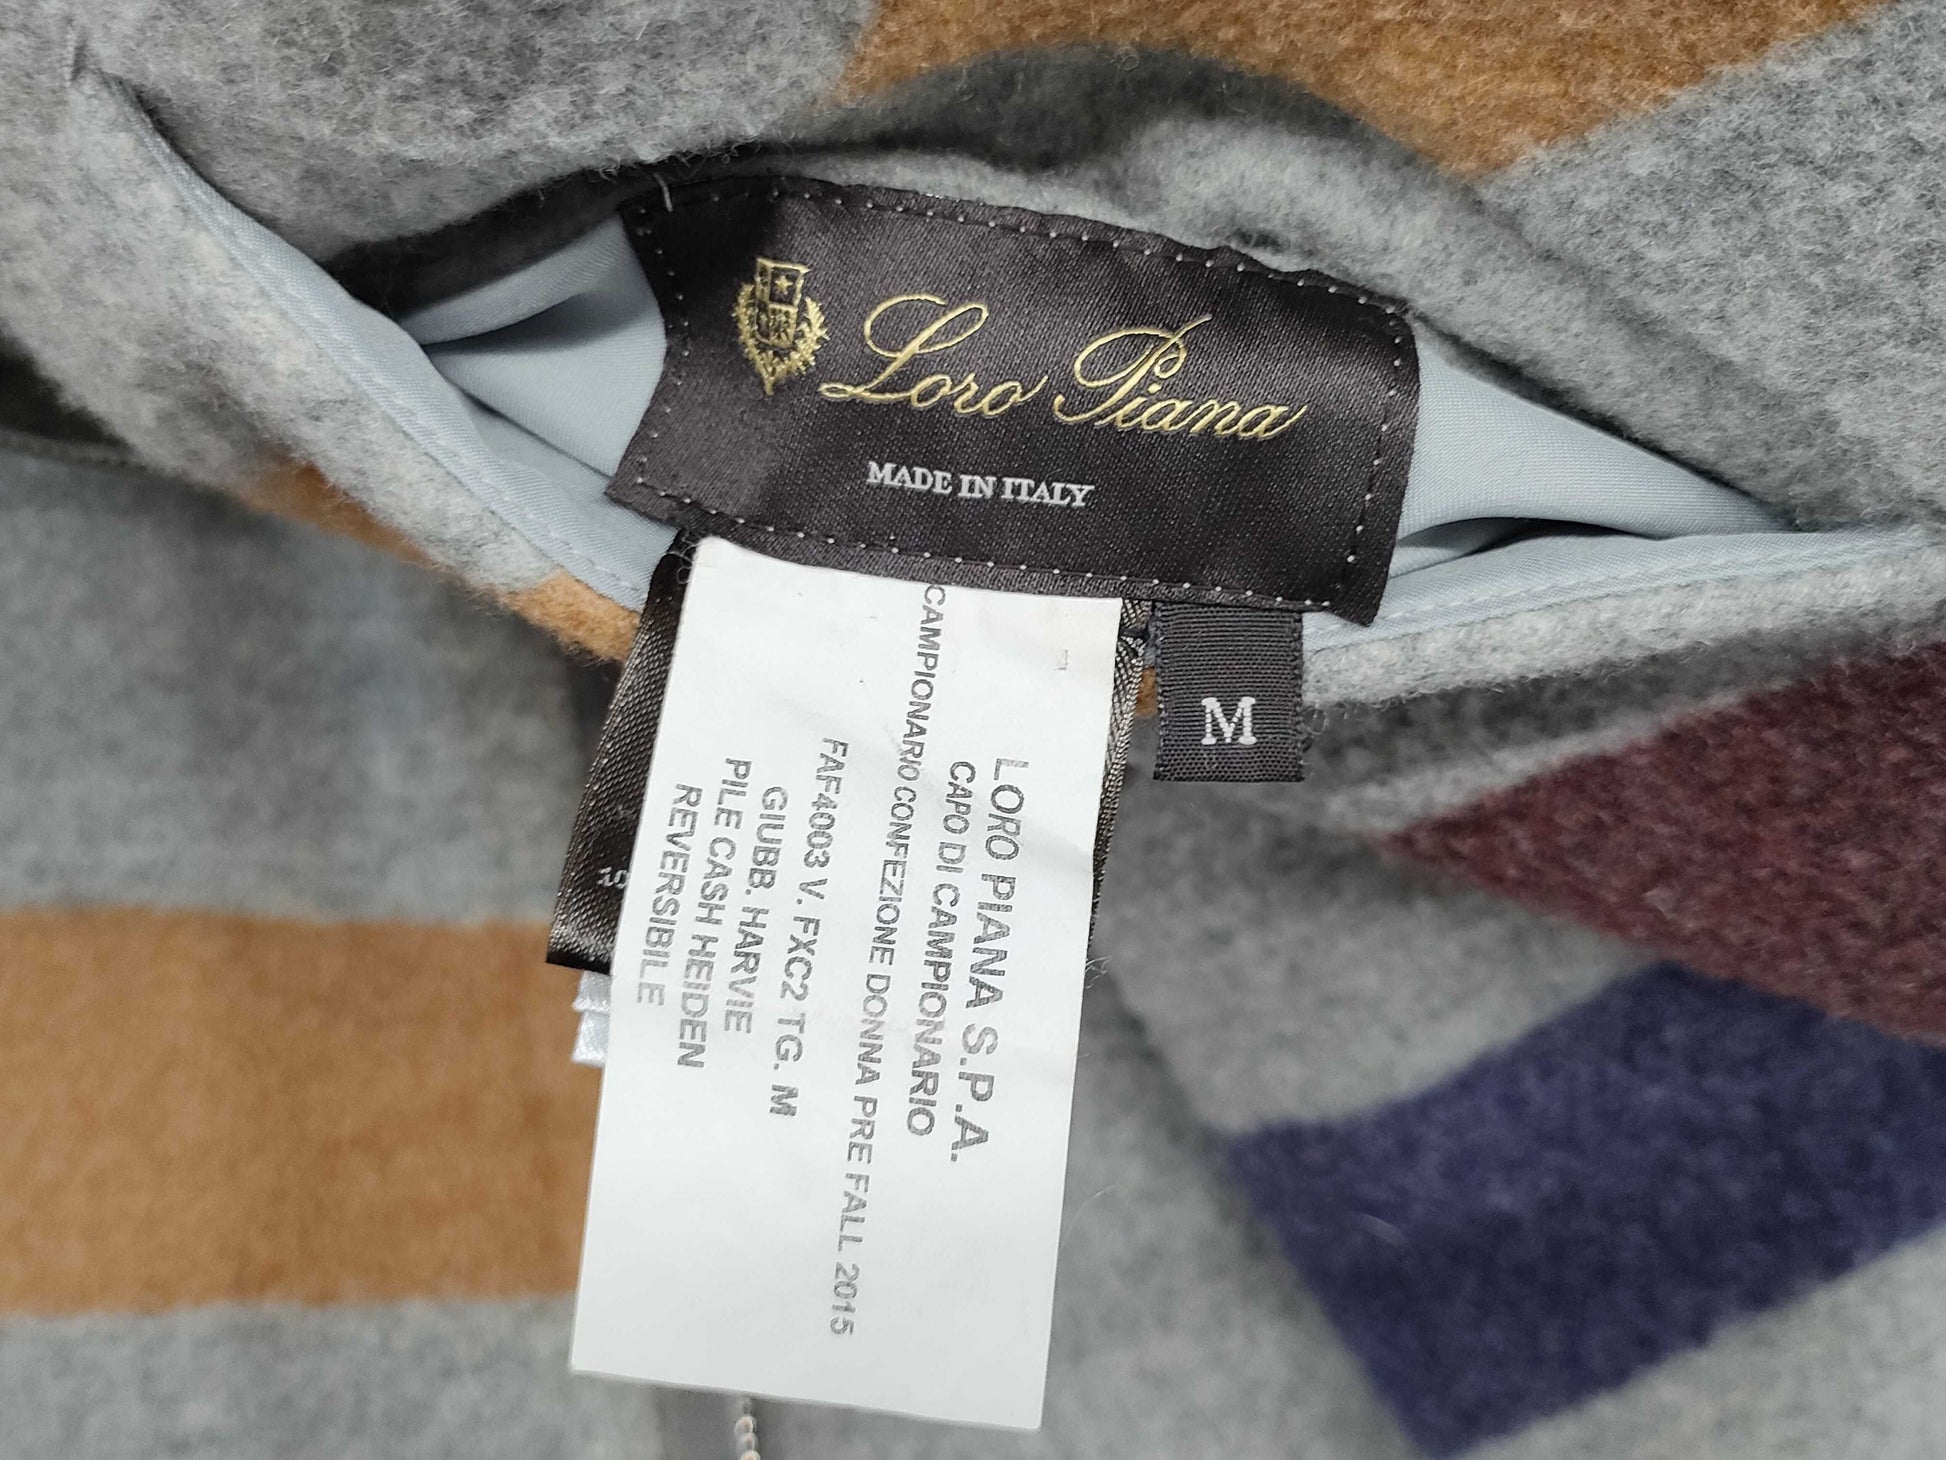 Loro Piana
MADE IN ITALY
M
LORO PIANA S.P.A.
CAPO DI CAMPIONARIO
CAMPIONARIO CONFEZIONE DONNA PRE FALL 2015
FAF4003 V. FXC2 TG. M
GIUBB. HARVIE
PILE CASH HEIDEN
REVERSIBILE